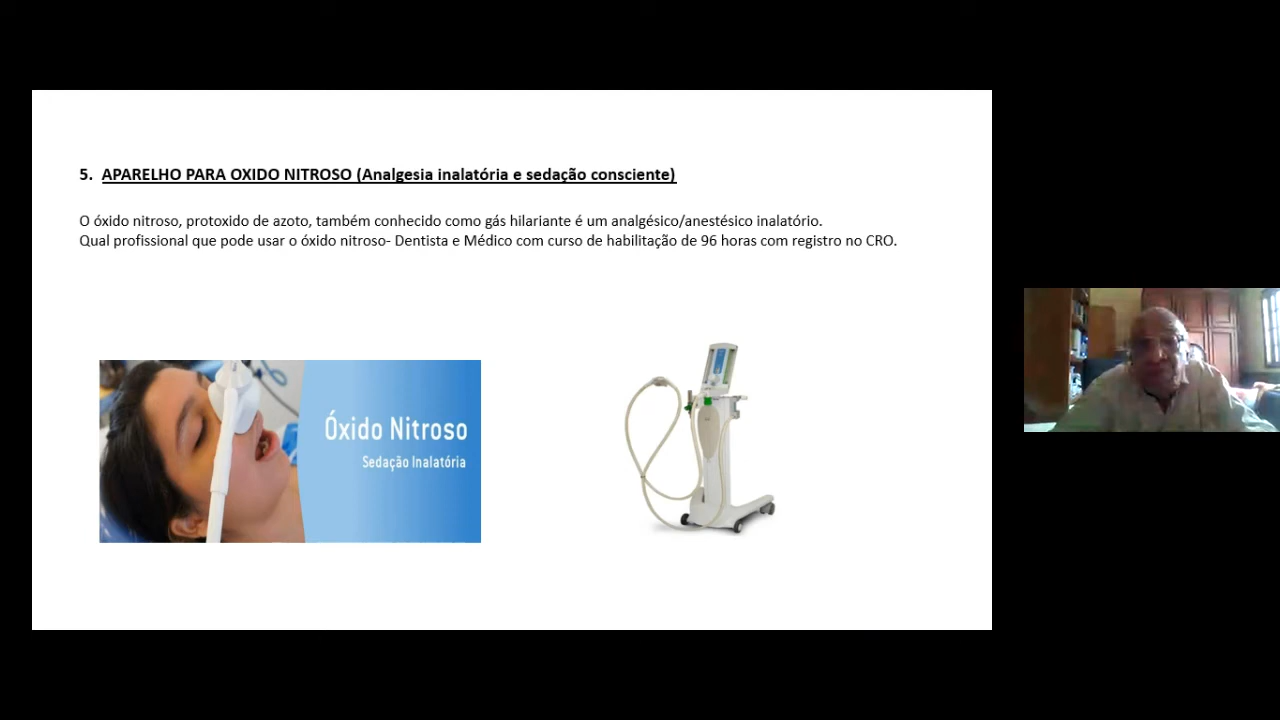 5. APARELHO PARA OXIDO NITROSO (Analgesia inalatória e sedação consciente)
O óxido nitroso, protoxido de azoto, também conhecido como gás hilariante é um analgésico/anestésico inalatório.
Qual profissional que pode usar o óxido nitroso- Dentista e Médico com curso de habilitação de 96 horas com registro no CRO.
Óxido Nitroso
Sedação Inalatória